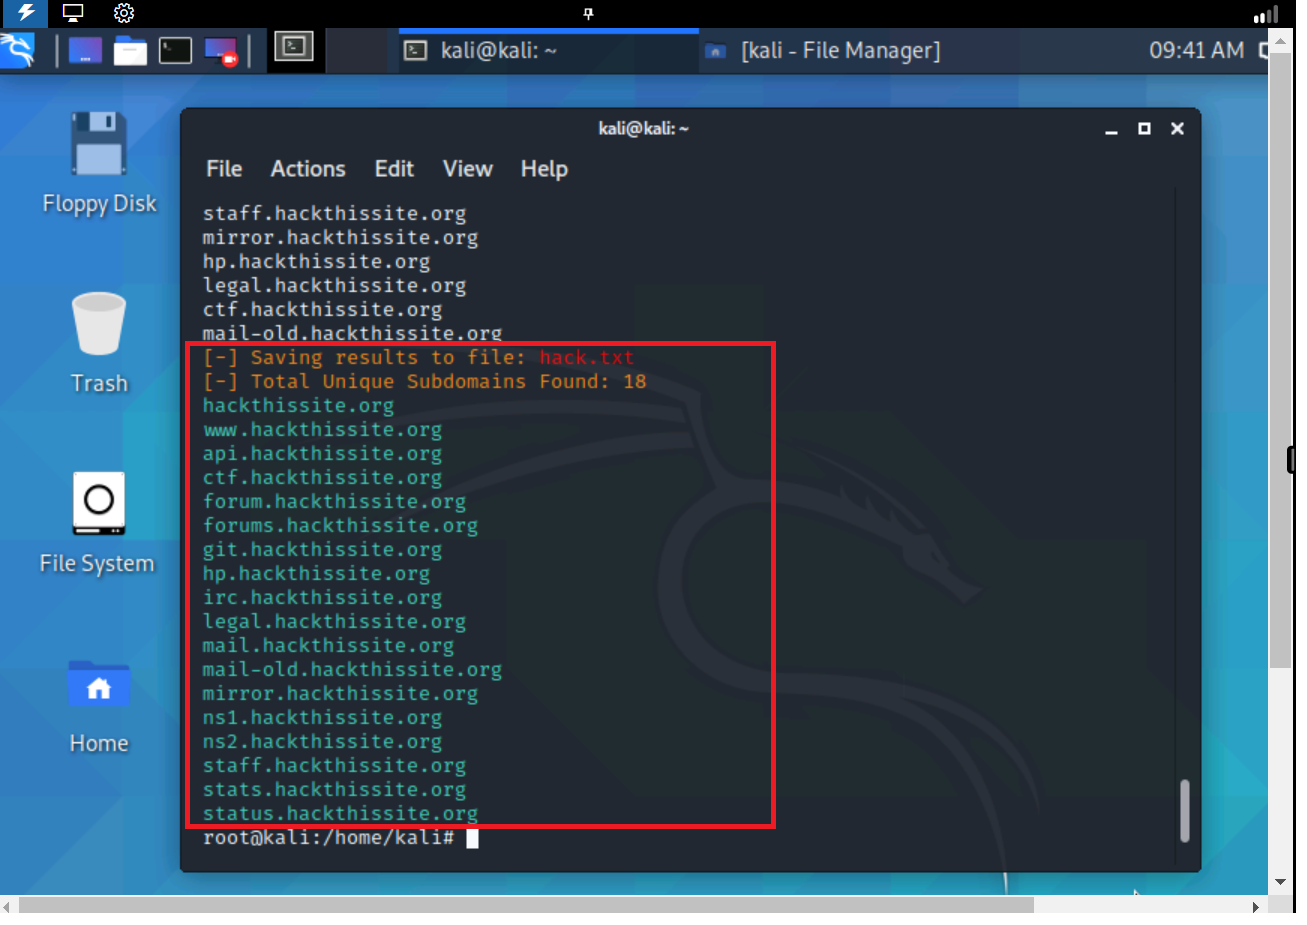 kali@kali: ~
[kali - File Manager]
09:41 AM
Floppy Disk
Trash
File System
Home
kali@kali: ~
File Actions Edit View Help
staff.hackthissite.org
mirror.hackthissite.org
hp.hackthissite.org
legal.hackthissite.org
ctf.hackthissite.org
mail-old.hackthissite.org
[-] Saving results to file: hack.txt
[-] Total Unique Subdomains Found: 18
hackthissite.org
www.hackthissite.org
api.hackthissite.org
ctf.hackthissite.org
forum.hackthissite.org
forums.hackthissite.org
git.hackthissite.org
hp.hackthissite.org
irc.hackthissite.org
legal.hackthissite.org
mail.hackthissite.org
mail-old.hackthissite.org
mirror.hackthissite.org
ns1.hackthissite.org
ns2.hackthissite.org
staff.hackthissite.org
stats.hackthissite.org
status.hackthissite.org
root@kali:/home/kali#